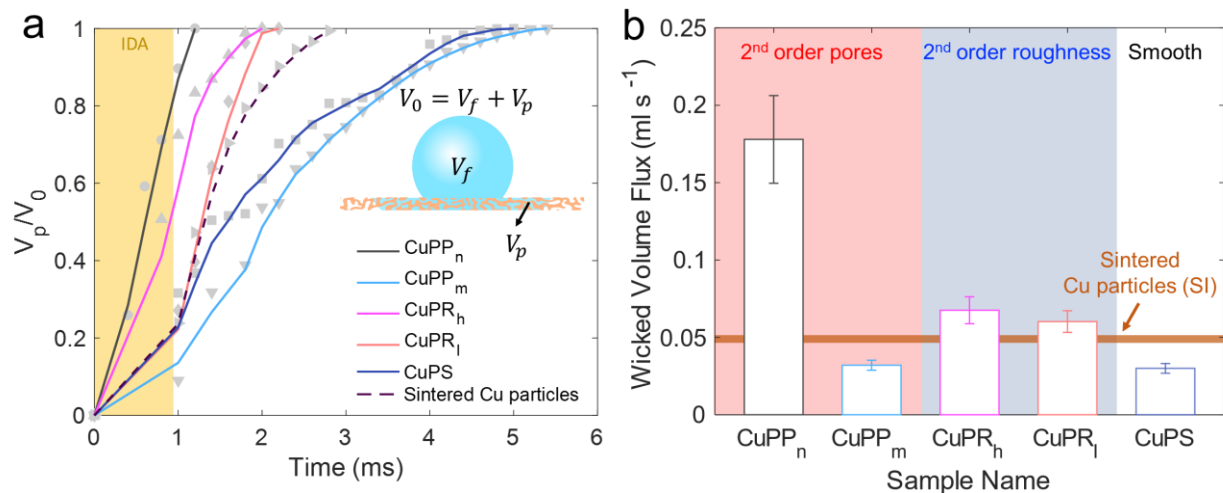 a
IDA
V₀ = V_f + V_p
V_f
V_p
CuPP_n
CuPP_m
CuPR_h
CuPR_l
CuPS
Sintered Cu particles
V_p/V_0
0
0.2
0.4
0.6
0.8
1
0 1 2 3 4 5 6
Time (ms)
b
2nd order pores
2nd order roughness
Smooth
Sintered
Cu particles (SI)
Wicked Volume Flux (ml s⁻¹)
0.25
0.20
0.15
0.1
0.05
0
CuPP_n CuPP_m CuPR_h CuPR_l CuPS
Sample Name